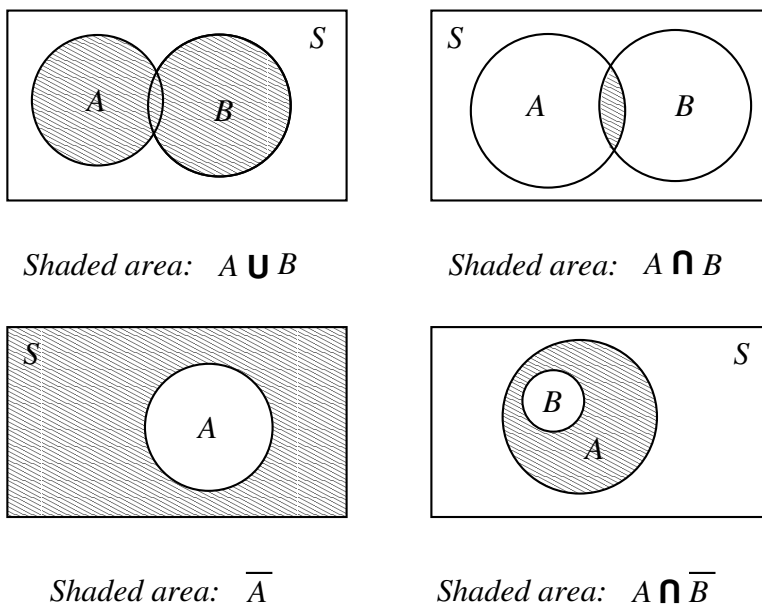 S
A B
Shaded area: A ∪ B
S
A B
Shaded area: A ∩ B
S
A
Shaded area: A̅
S
B
A
Shaded area: A ∩ B̅